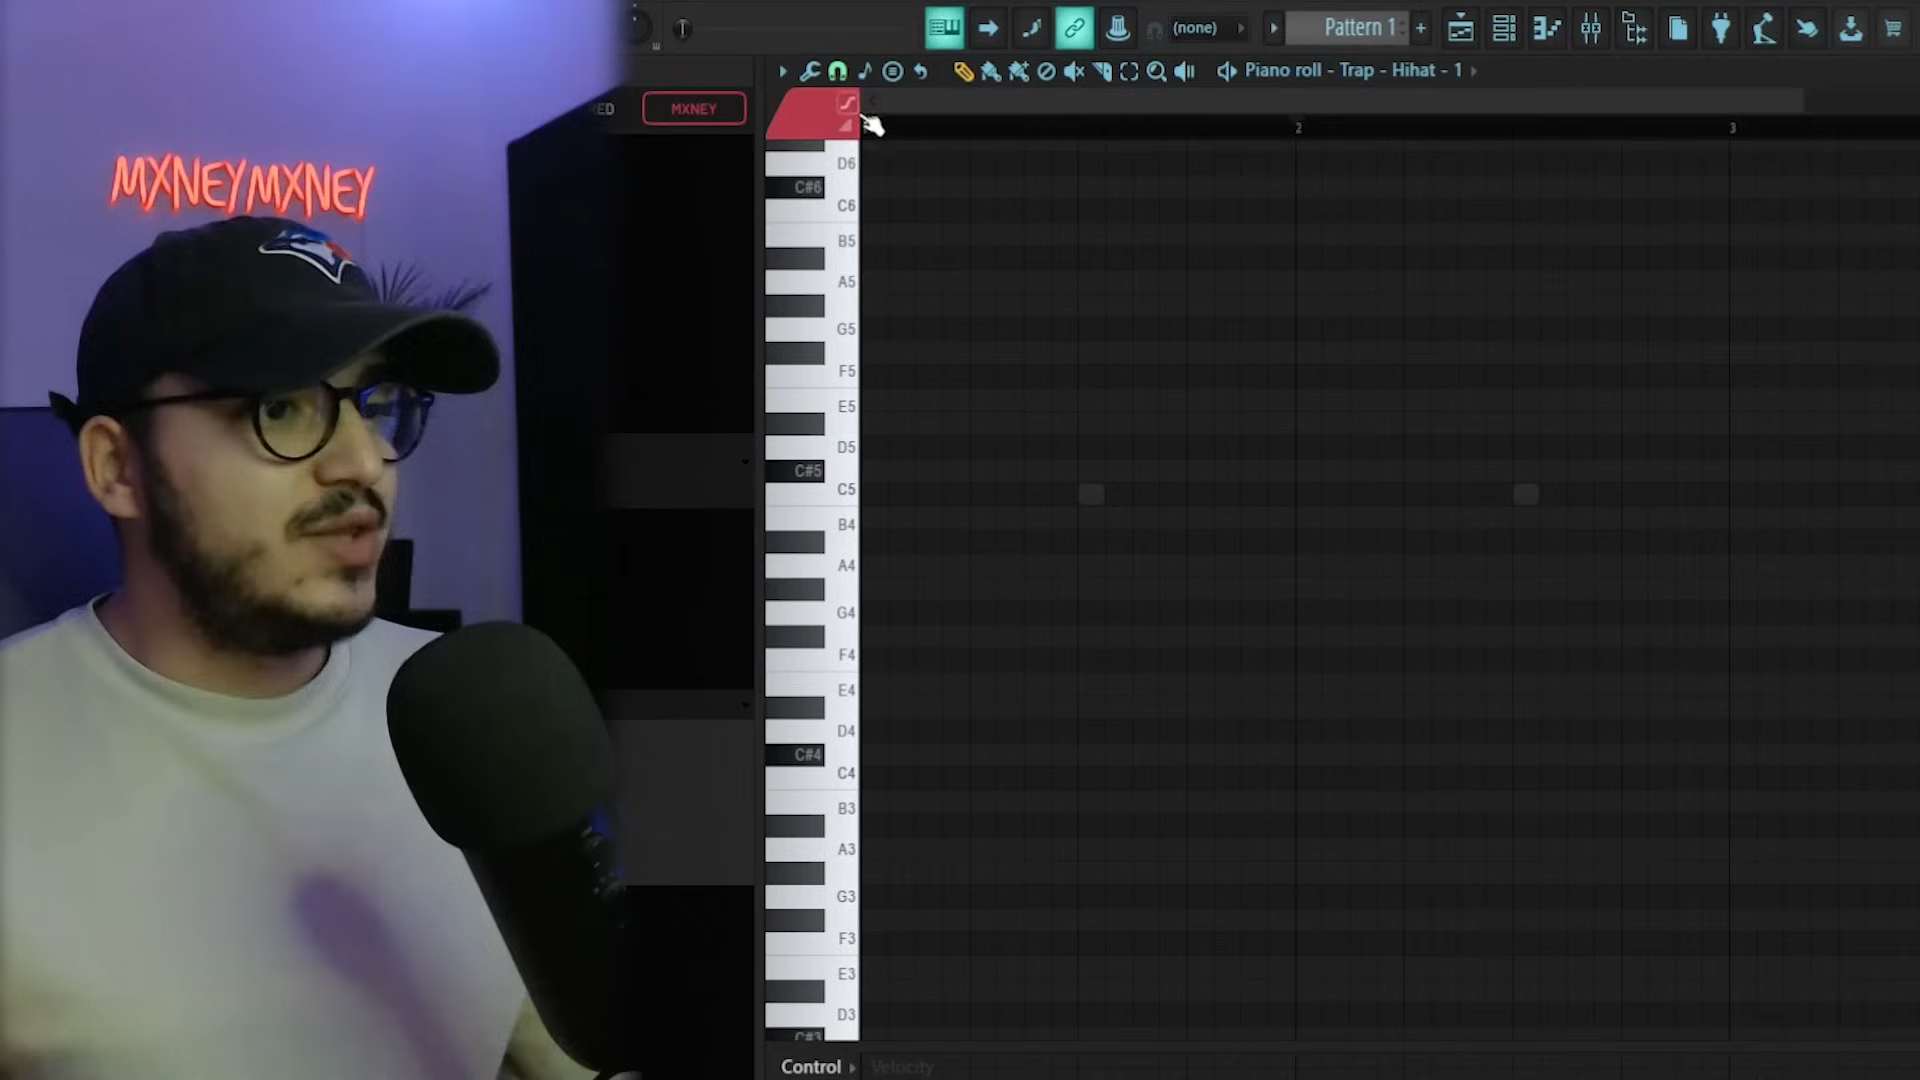 (none)
Pattern 1
+
Piano roll - Trap - Hihat - 1
ED
MXNEY
2
3
MXNEYMXNEY
D6
C#6
C6
B5
A5
G5
F5
E5
D5
C#5
C5
B4
A4
G4
F4
E4
D4
C#4
C4
B3
A3
G3
F3
E3
D3
C#3
Control
Velocity